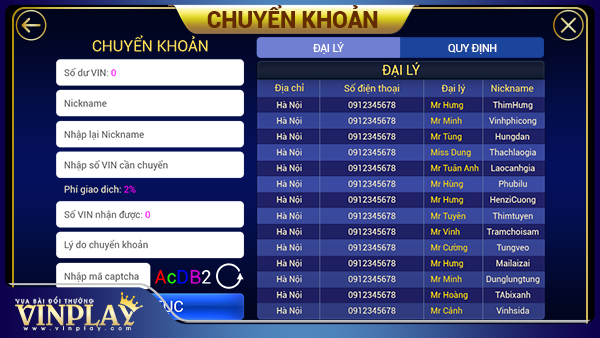 CHUYỂN KHOẢN
CHUYỂN KHOẢN
Số dư VIN: 0
Nickname
Nhập lại Nickname
Nhập số VIN cần chuyển
Phí giao dich: 2%
Số VIN nhận được: 0
Lý do chuyển khoản
Nhập mã captcha AcDB2
ỤC
ĐẠI LÝ QUY ĐỊNH
ĐẠI LÝ
Địa chỉ Số điện thoại Đại lý Nickname
Hà Nội 0912345678 Mr Hưng ThimHưng
Hà Nội 0912345678 Mr Minh Vinhphicong
Hà Nội 0912345678 Mr Tùng Hungdan
Hà Nội 0912345678 Miss Dung Thachlaogia
Hà Nội 0912345678 Mr Tuân Anh Laocanhgia
Hà Nội 0912345678 Mr Hùng Phubilu
Hà Nội 0912345678 Mr Hưng HenziCuong
Hà Nội 0912345678 Mr Tuyên Thimtuyen
Hà Nội 0912345678 Mr Vinh Tramchoisam
Hà Nội 0912345678 Mr Cường Tungveo
Hà Nội 0912345678 Mr Hưng Mailaizai
Hà Nội 0912345678 Mr Minh Dunglungtung
Hà Nội 0912345678 Mr Hoàng TAbixanh
Hà Nội 0912345678 Mr Cảnh Vinhsida
VUA BÀI ĐỔI THƯỞNG
VINPLAY
www.vinplay.com